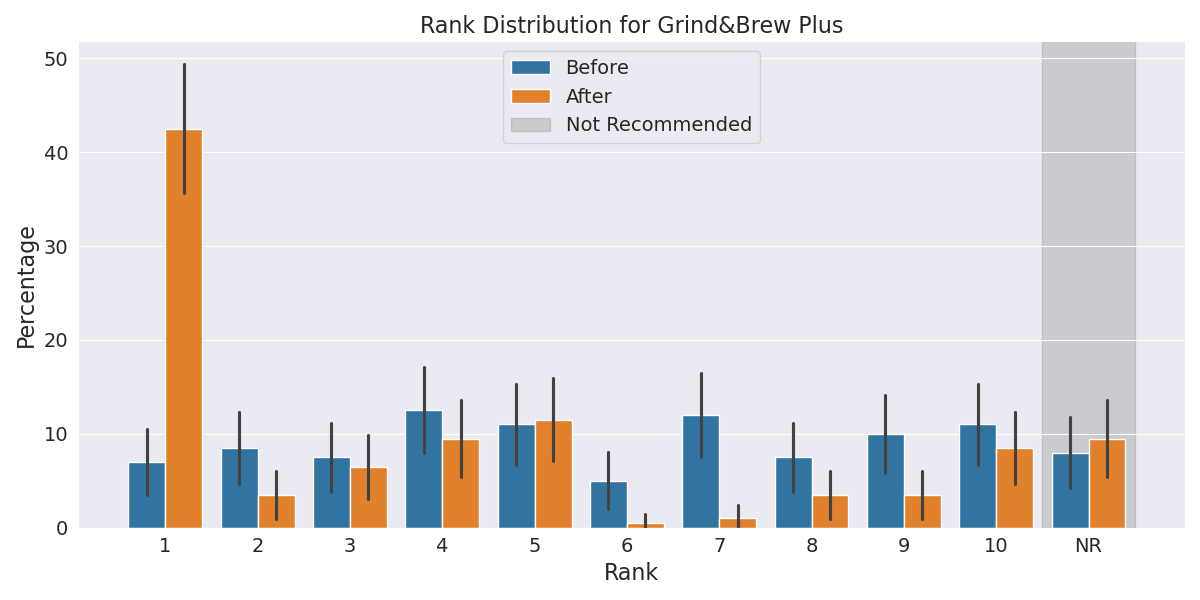 Rank Distribution for Grind&Brew Plus
Before
After
Not Recommended
Percentage
50
40
30
20
10
0
1 2 3 4 5 6 7 8 9 10 NR
Rank